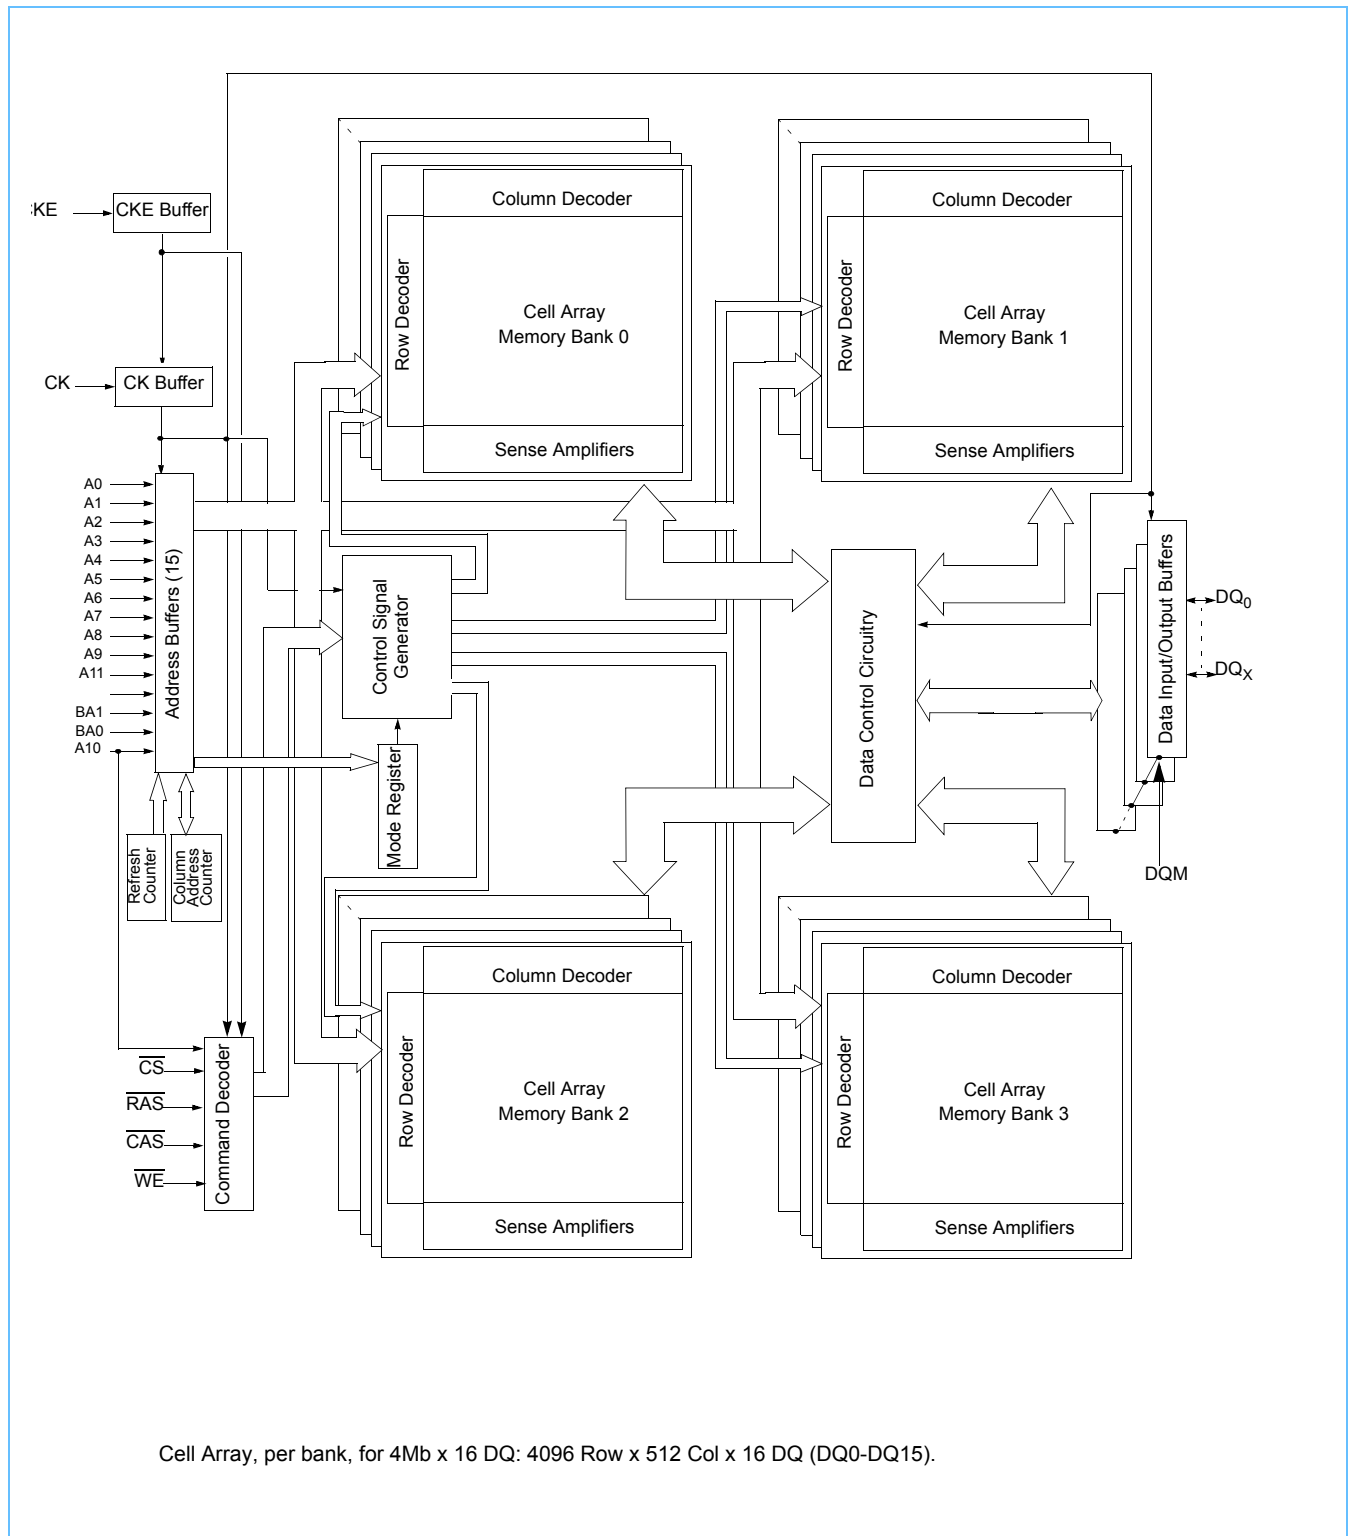 Column Decoder
Row Decoder
Cell Array
Memory Bank 0
Sense Amplifiers
Column Decoder
Row Decoder
Cell Array
Memory Bank 1
Sense Amplifiers
KE
CKE Buffer
CK
CK Buffer
A0
A1
A2
A3
A4
A5
A6
A7
A8
A9
A11
BA1
BA0
A10
Address Buffers (15)
Control Signal
Generator
Mode Register
Data Control Circuitry
Data Input/Output Buffers
DQ0
DQX
DQM
Refresh
Counter
Column
Address
Counter
CS
RAS
CAS
WE
Command Decoder
Column Decoder
Row Decoder
Cell Array
Memory Bank 2
Sense Amplifiers
Column Decoder
Row Decoder
Cell Array
Memory Bank 3
Sense Amplifiers
Cell Array, per bank, for 4Mb x 16 DQ: 4096 Row x 512 Col x 16 DQ (DQ0-DQ15).